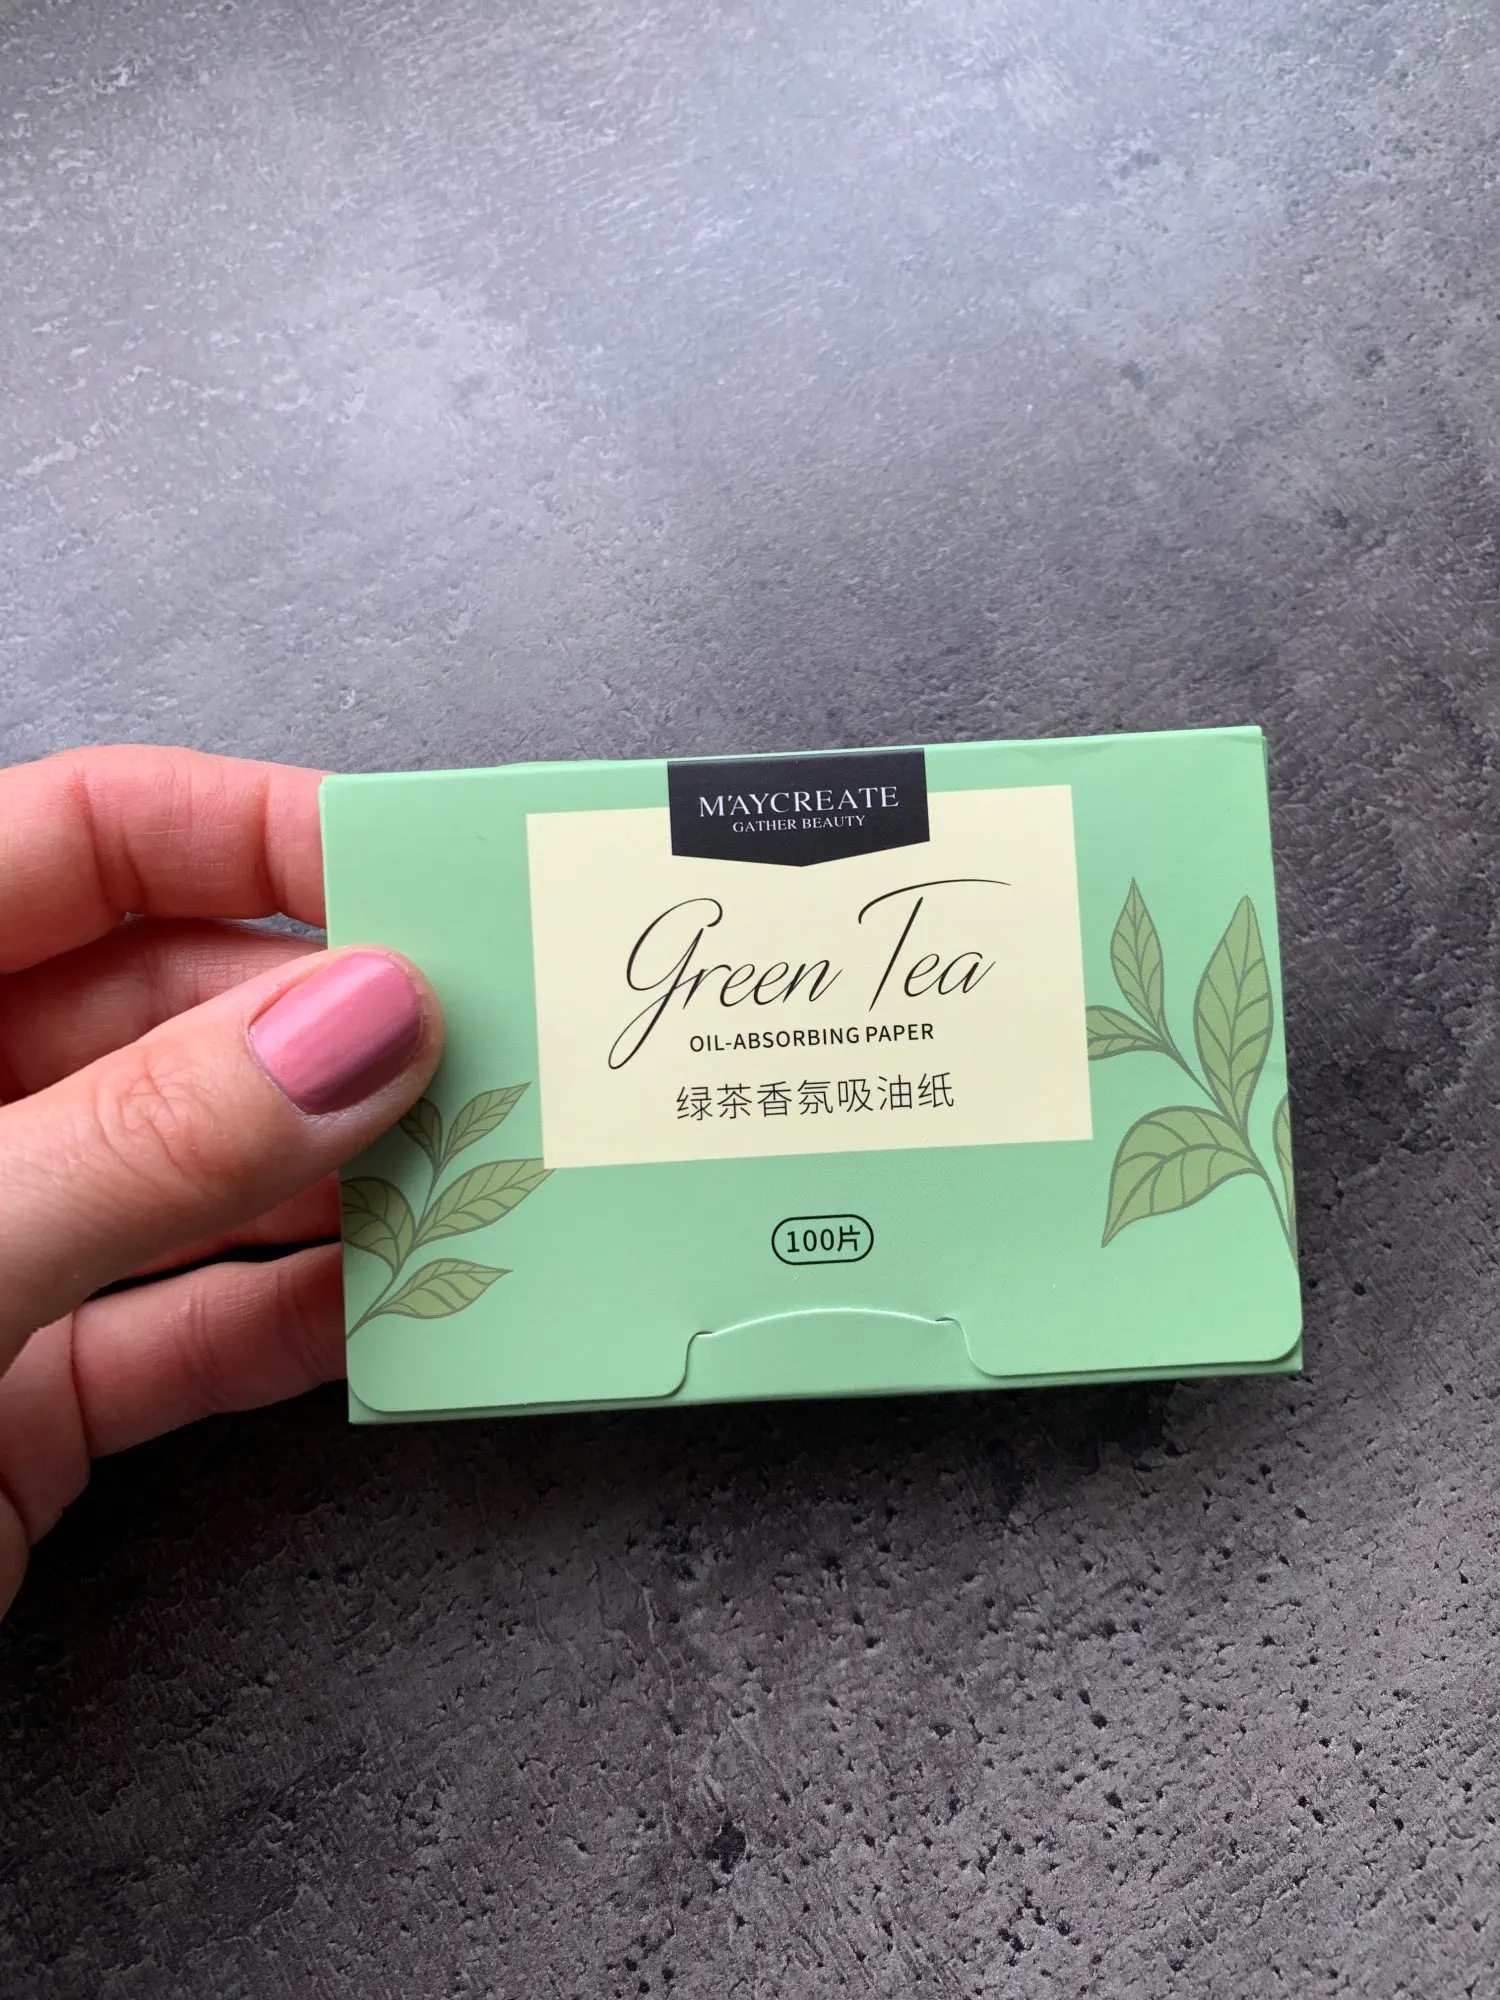 M'AYCREATE
GATHER BEAUTY
Green Tea
OIL-ABSORBING PAPER
绿茶香氛吸油纸
100片